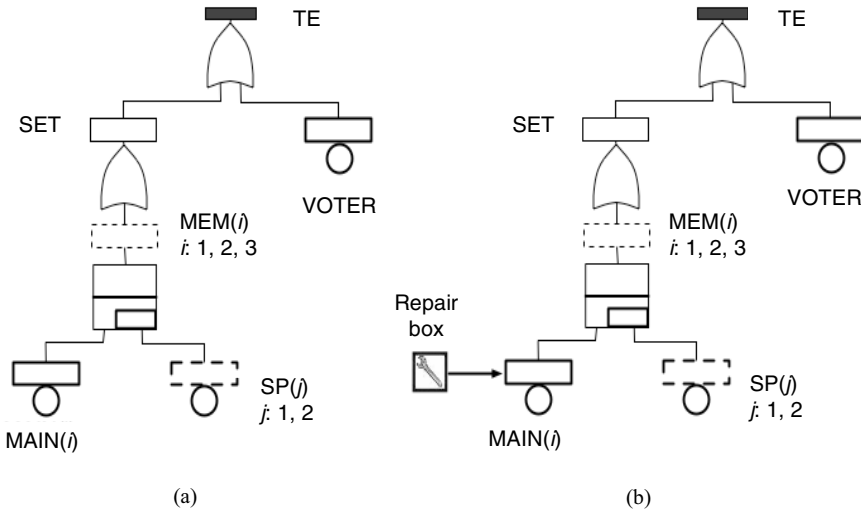 TE
SET
VOTER
MEM(i)
i: 1, 2, 3
SP(j)
j: 1, 2
MAIN(i)
(a)
TE
SET
VOTER
MEM(i)
i: 1, 2, 3
Repair
box
SP(j)
j: 1, 2
MAIN(i)
(b)